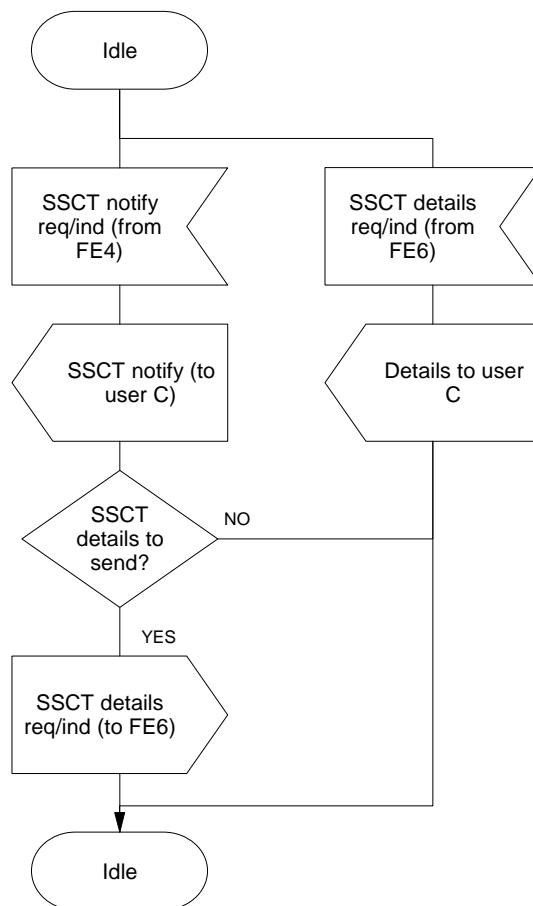 Idle
SSCT notify
req/ind (from
FE4)
SSCT details
req/ind (from
FE6)
SSCT notify (to
user C)
Details to user
C
SSCT
details to
send?
NO
YES
SSCT details
req/ind (to FE6)
Idle